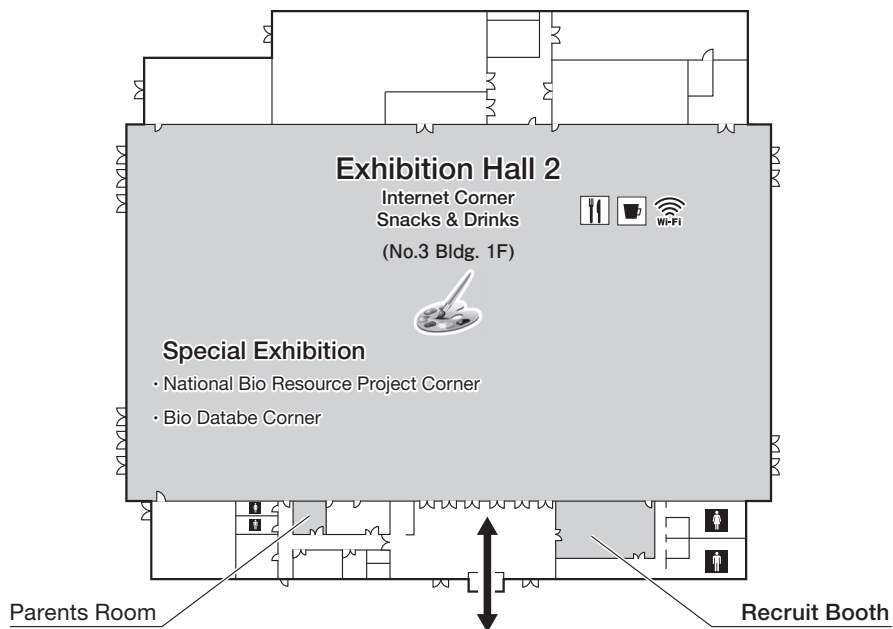 Exhibition Hall 2
Internet Corner
Snacks & Drinks
Wi-Fi
(No.3 Bldg. 1F)
Special Exhibition
・National Bio Resource Project Corner
・Bio Databe Corner
Parents Room
Recruit Booth